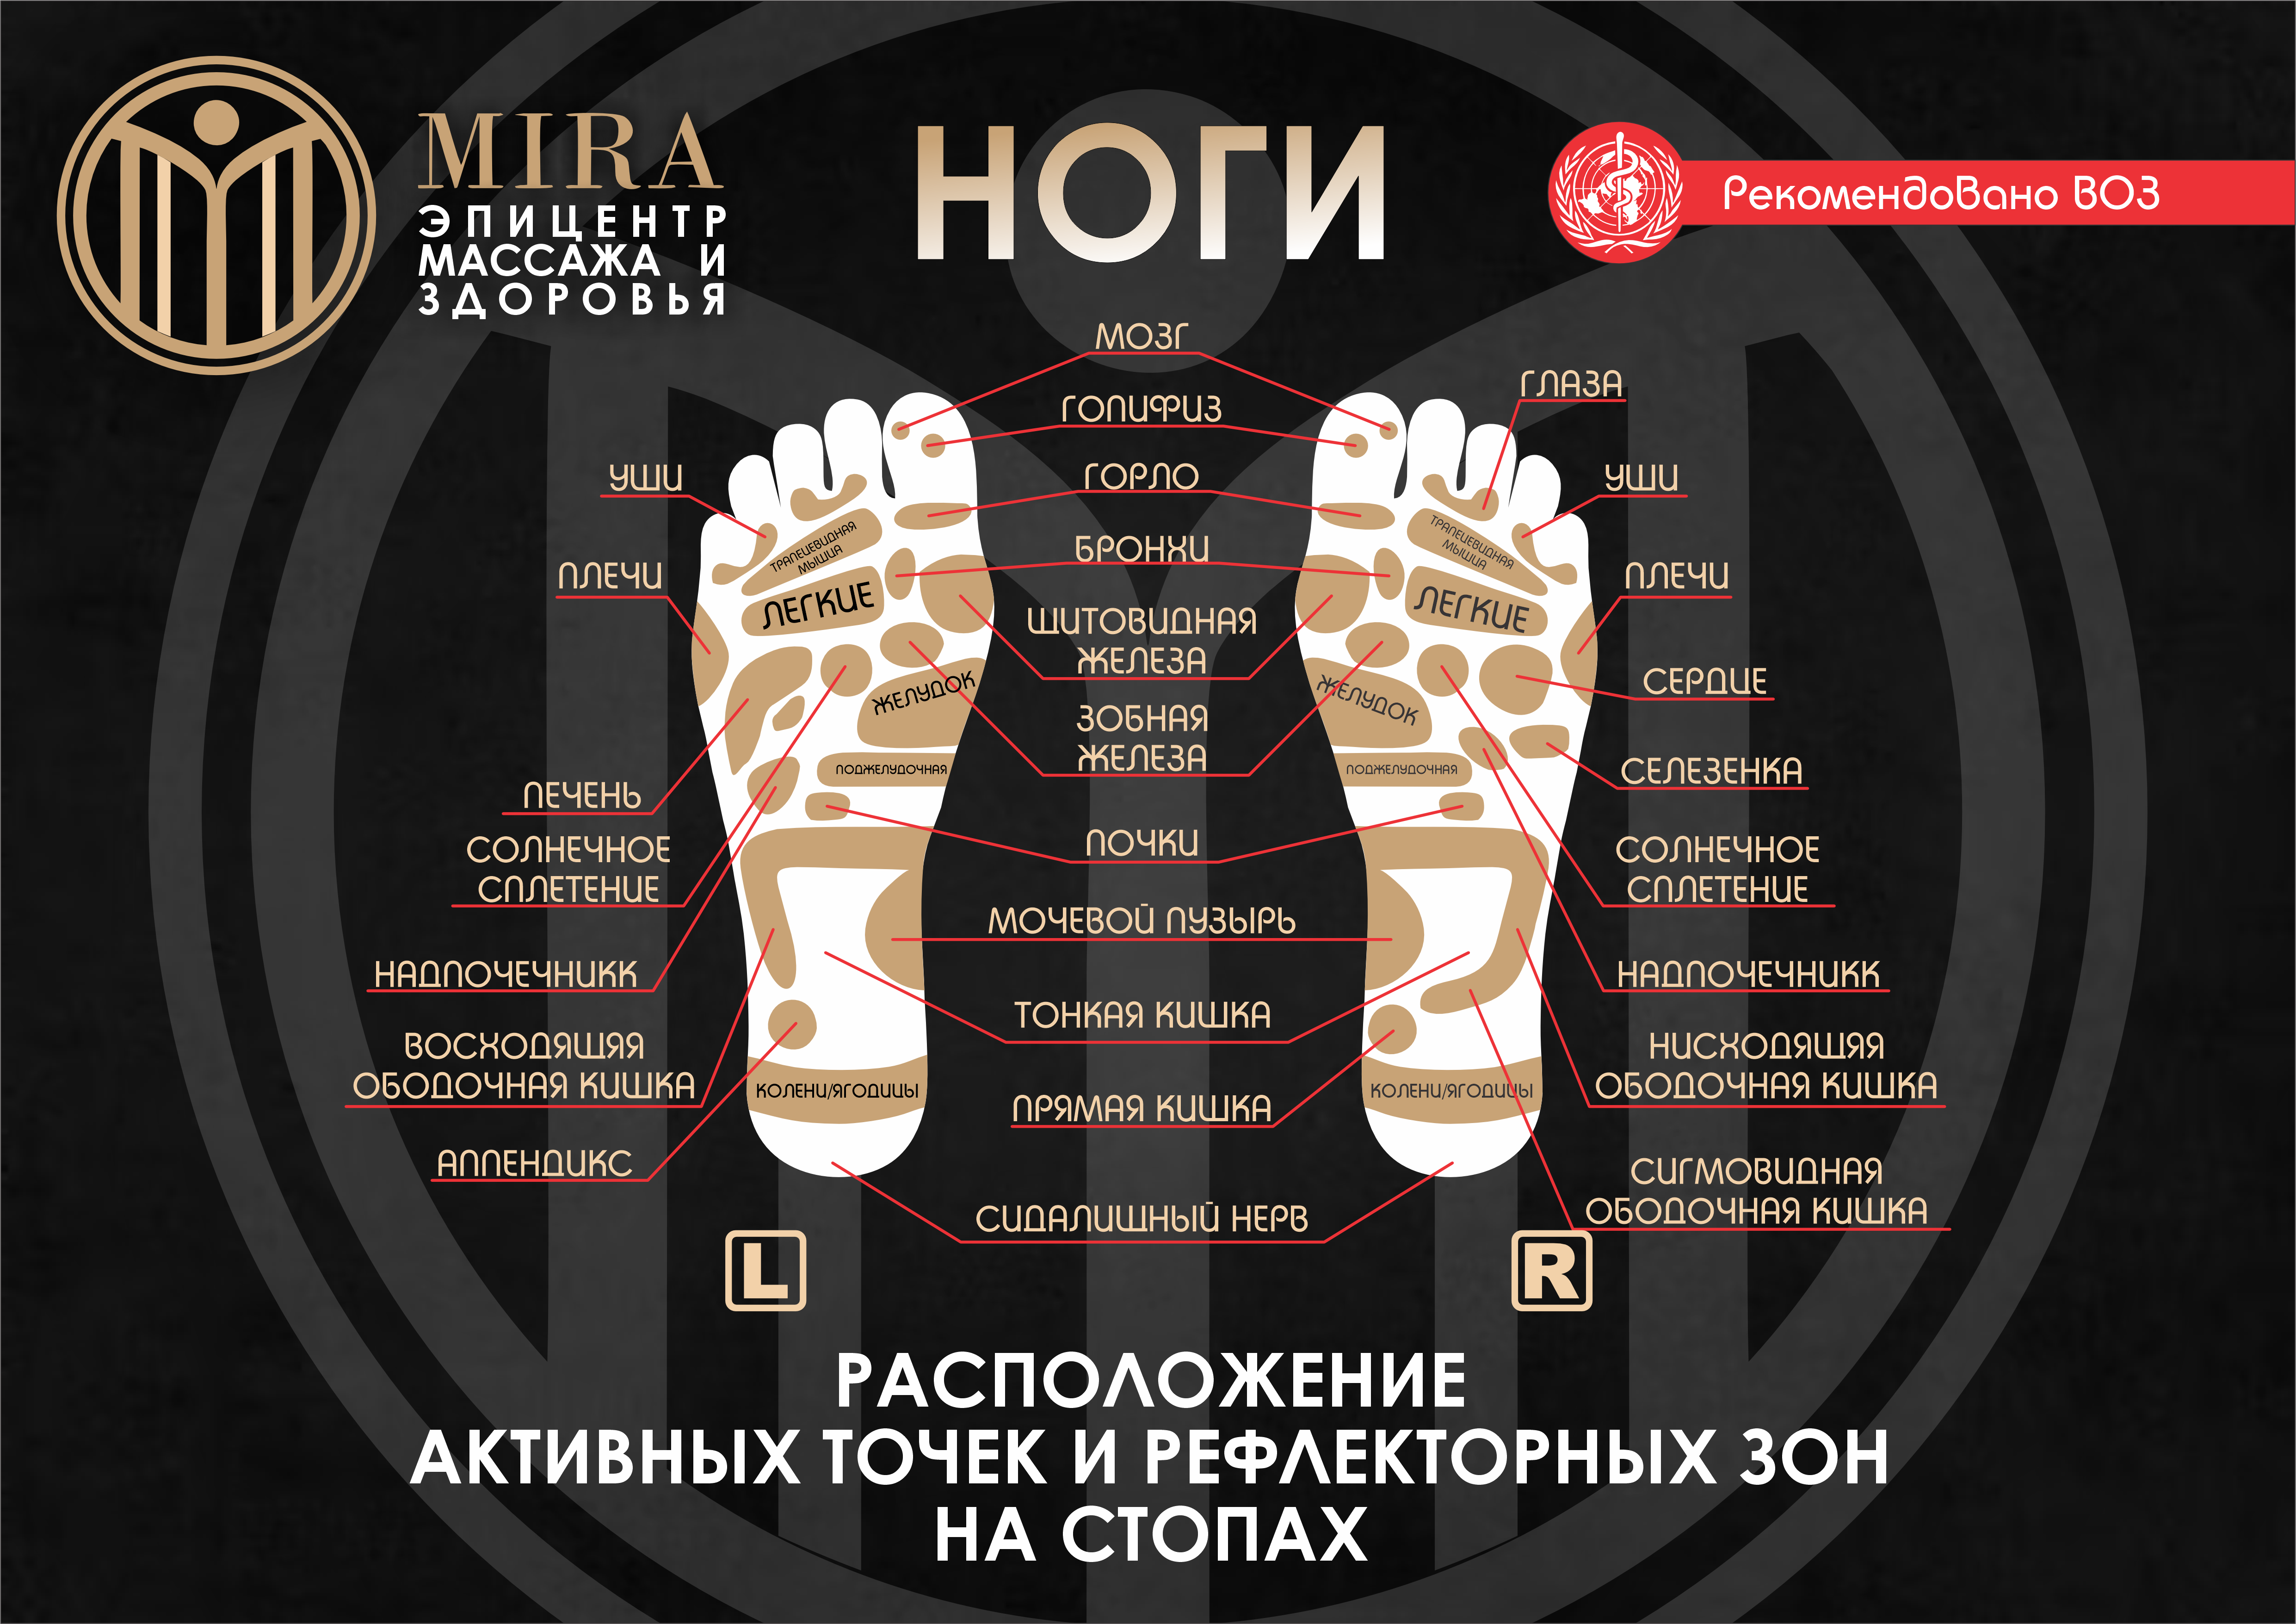 MIRA
ЭПИЦЕНТР
МАССАЖА И
ЗДОРОВЬЯ
НОГИ
Рекомендовано ВОЗ
МОЗГ
ГОПИФИЗ
ГОРЛО
БРОНХИ
ЩИТОВИДНАЯ
ЖЕЛЕЗА
ЗОБНАЯ
ЖЕЛЕЗА
ПОЧКИ
МОЧЕВОЙ ПУЗЫРЬ
ТОНКАЯ КИШКА
ПРЯМАЯ КИШКА
СИДАЛИЩНЫЙ НЕРВ
УШИ
ПЛЕЧИ
ПЕЧЕНЬ
СОЛНЕЧНОЕ
СПЛЕТЕНИЕ
НАДПОЧЕЧНИКК
ВОСХОДЯЩЯЯ
ОБОДОЧНАЯ КИШКА
АППЕНДИКС
ТРАПЕЦЕВИДНАЯ
МЫШЦА
ЛЕГКИЕ
ЖЕЛУДОК
ПОДЖЕЛУДОЧНАЯ
КОЛЕНИ/ЯГОДИЦЫ
ТРАПЕЦЕВИДНАЯ
МЫШЦА
ЛЕГКИЕ
ЖЕЛУДОК
ПОДЖЕЛУДОЧНАЯ
КОЛЕНИ/ЯГОДИЦЫ
ГЛАЗА
УШИ
ПЛЕЧИ
СЕРДЦЕ
СЕЛЕЗЕНКА
СОЛНЕЧНОЕ
СПЛЕТЕНИЕ
НАДПОЧЕЧНИКК
НИСХОДЯЩЯЯ
ОБОДОЧНАЯ КИШКА
СИГМОВИДНАЯ
ОБОДОЧНАЯ КИШКА
L
R
РАСПОЛОЖЕНИЕ
АКТИВНЫХ ТОЧЕК И РЕФЛЕКТОРНЫХ ЗОН
НА СТОПАХ